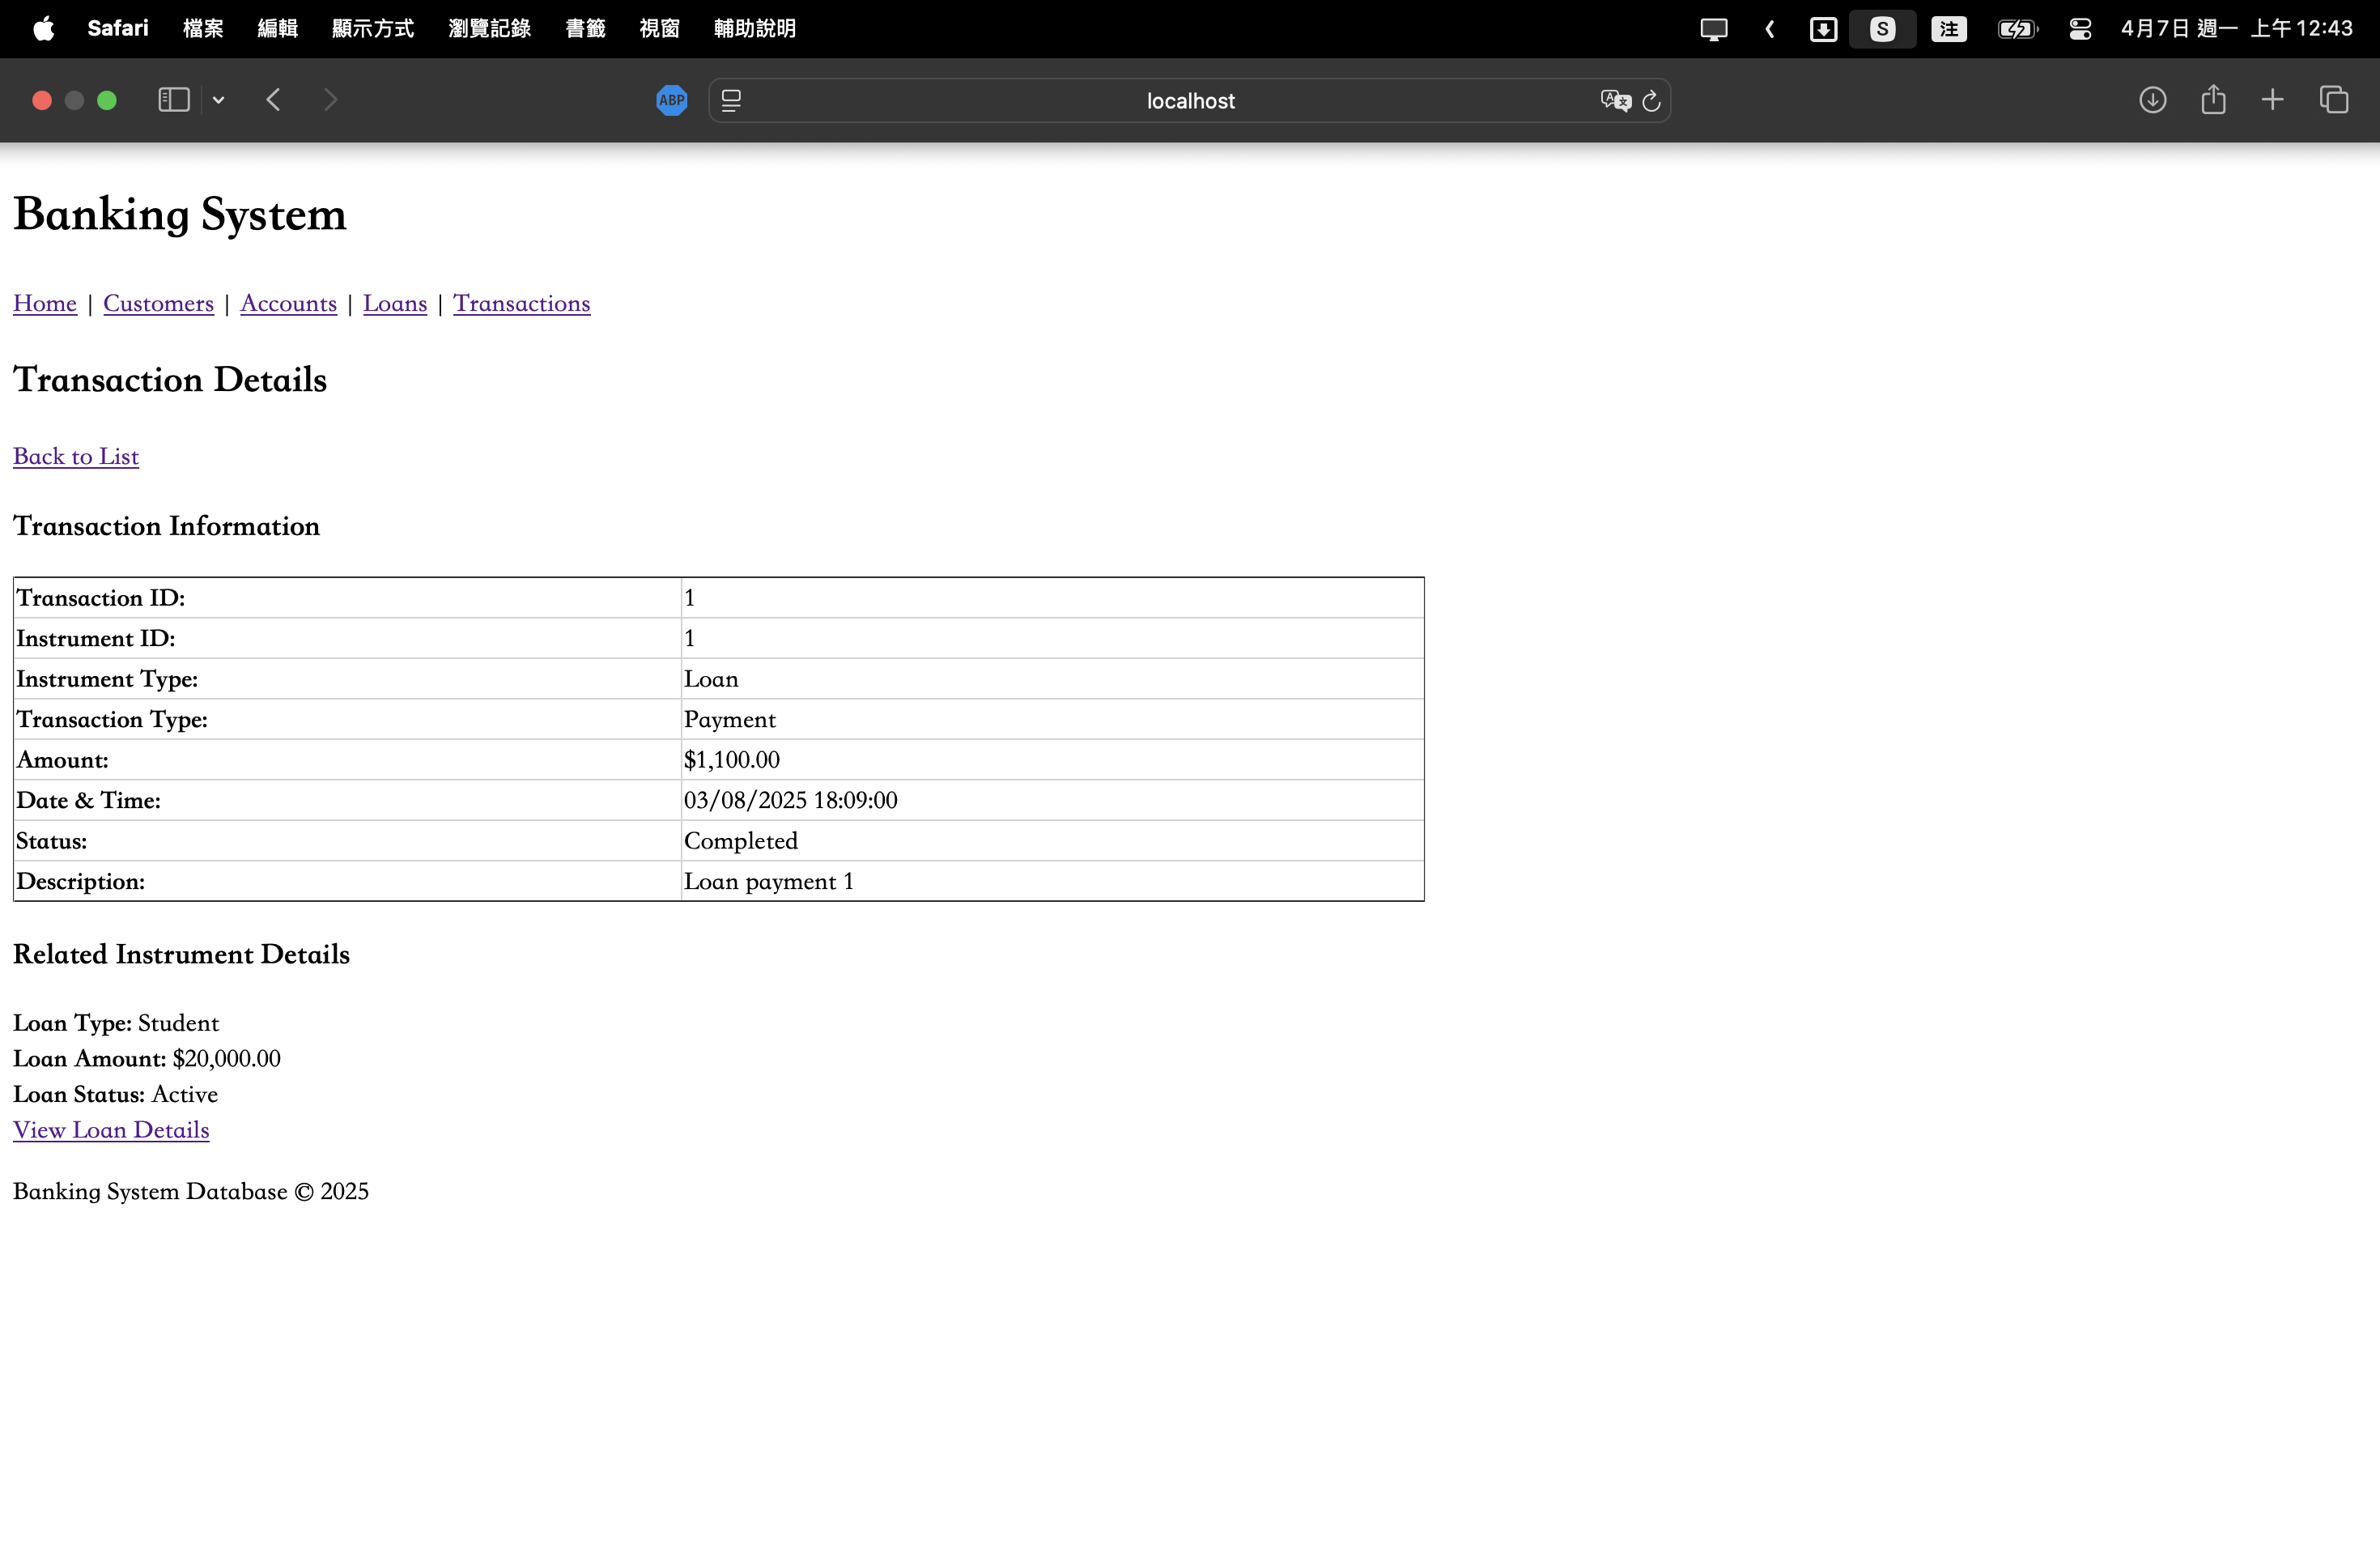 Safari 檔案 編輯 顯示方式 瀏覽記錄 書籤 視窗 輔助說明 S 注 4月7日 週一 上午12:43
ABP localhost
Banking System
Home | Customers | Accounts | Loans | Transactions
Transaction Details
Back to List
Transaction Information
Transaction ID: 1
Instrument ID: 1
Instrument Type: Loan
Transaction Type: Payment
Amount: $1,100.00
Date & Time: 03/08/2025 18:09:00
Status: Completed
Description: Loan payment 1
Related Instrument Details
Loan Type: Student
Loan Amount: $20,000.00
Loan Status: Active
View Loan Details
Banking System Database © 2025